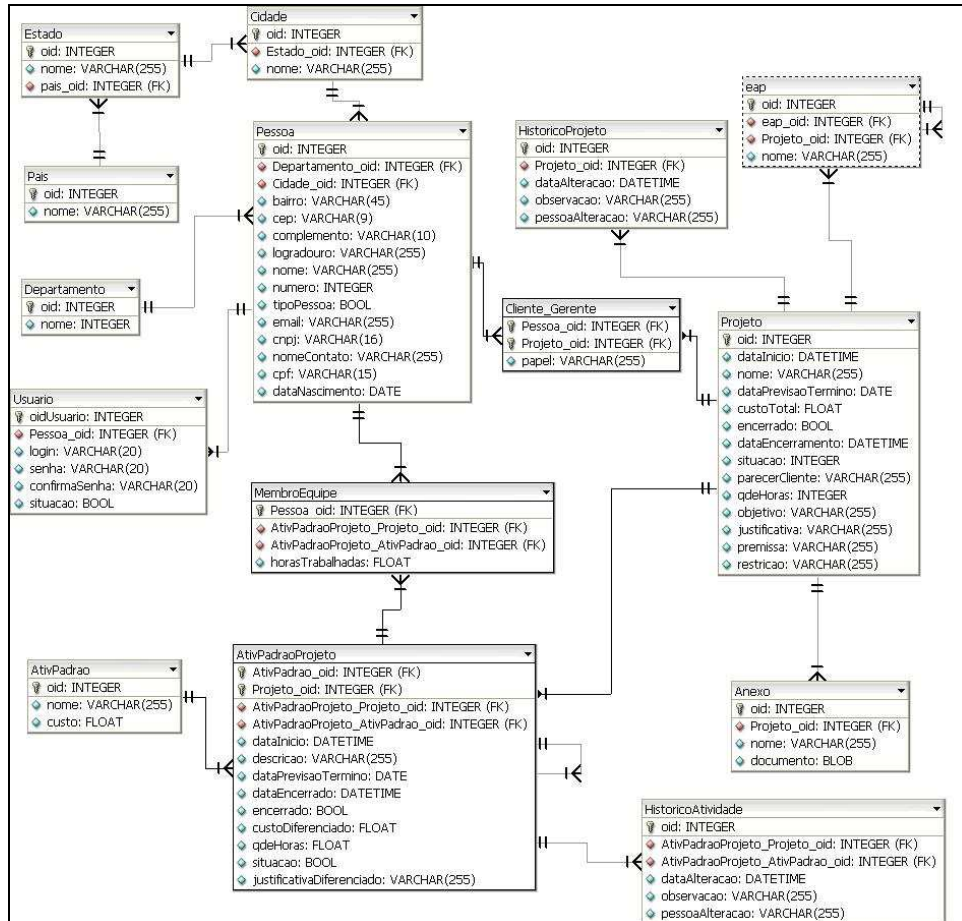 Estado
oid: INTEGER
nome: VARCHAR(255)
pais_oid: INTEGER (FK)
Cidade
oid: INTEGER
Estado_oid: INTEGER (FK)
nome: VARCHAR(255)
Pais
oid: INTEGER
nome: VARCHAR(255)
Pessoa
oid: INTEGER
Departamento_oid: INTEGER (FK)
Cidade_oid: INTEGER (FK)
bairro: VARCHAR(45)
cep: VARCHAR(9)
complemento: VARCHAR(10)
logradouro: VARCHAR(255)
nome: VARCHAR(255)
numero: INTEGER
tipoPessoa: BOOL
email: VARCHAR(255)
cnpj: VARCHAR(16)
nomeContato: VARCHAR(255)
cpf: VARCHAR(15)
dataNascimento: DATE
HistoricoProjeto
oid: INTEGER
Projeto_oid: INTEGER (FK)
dataAlteracao: DATETIME
observacao: VARCHAR(255)
pessoaAlteracao: VARCHAR(255)
eap
oid: INTEGER
eap_oid: INTEGER (FK)
Projeto_oid: INTEGER (FK)
nome: VARCHAR(255)
Departamento
oid: INTEGER
nome: INTEGER
Cliente_Gerente
Pessoa_oid: INTEGER (FK)
Projeto_oid: INTEGER (FK)
papel: VARCHAR(255)
Projeto
oid: INTEGER
dataInicio: DATETIME
nome: VARCHAR(255)
dataPrevisaoTermino: DATE
custoTotal: FLOAT
encerrado: BOOL
dataEncerramento: DATETIME
situacao: INTEGER
parecerCliente: VARCHAR(255)
qdeHoras: INTEGER
objetivo: VARCHAR(255)
justificativa: VARCHAR(255)
premissa: VARCHAR(255)
restricao: VARCHAR(255)
Usuario
oidUsuario: INTEGER
Pessoa_oid: INTEGER (FK)
login: VARCHAR(20)
senha: VARCHAR(20)
confirmaSenha: VARCHAR(20)
situacao: BOOL
MembroEquipe
Pessoa_oid: INTEGER (FK)
AtivPadraoProjeto_Projeto_oid: INTEGER (FK)
AtivPadraoProjeto_AtivPadrao_oid: INTEGER (FK)
horasTrabalhadas: FLOAT
AtivPadrao
oid: INTEGER
nome: VARCHAR(255)
custo: FLOAT
AtivPadraoProjeto
AtivPadrao_oid: INTEGER (FK)
Projeto_oid: INTEGER (FK)
AtivPadraoProjeto_Projeto_oid: INTEGER (FK)
AtivPadraoProjeto_AtivPadrao_oid: INTEGER (FK)
dataInicio: DATETIME
descricao: VARCHAR(255)
dataPrevisaoTermino: DATE
dataEncerrado: DATETIME
encerrado: BOOL
custoDiferenciado: FLOAT
qdeHoras: FLOAT
situacao: BOOL
justificativaDiferenciado: VARCHAR(255)
Anexo
oid: INTEGER
Projeto_oid: INTEGER (FK)
nome: VARCHAR(255)
documento: BLOB
HistoricoAtividade
oid: INTEGER
AtivPadraoProjeto_Projeto_oid: INTEGER (FK)
AtivPadraoProjeto_AtivPadrao_oid: INTEGER (FK)
dataAlteracao: DATETIME
observacao: VARCHAR(255)
pessoaAlteracao: VARCHAR(255)